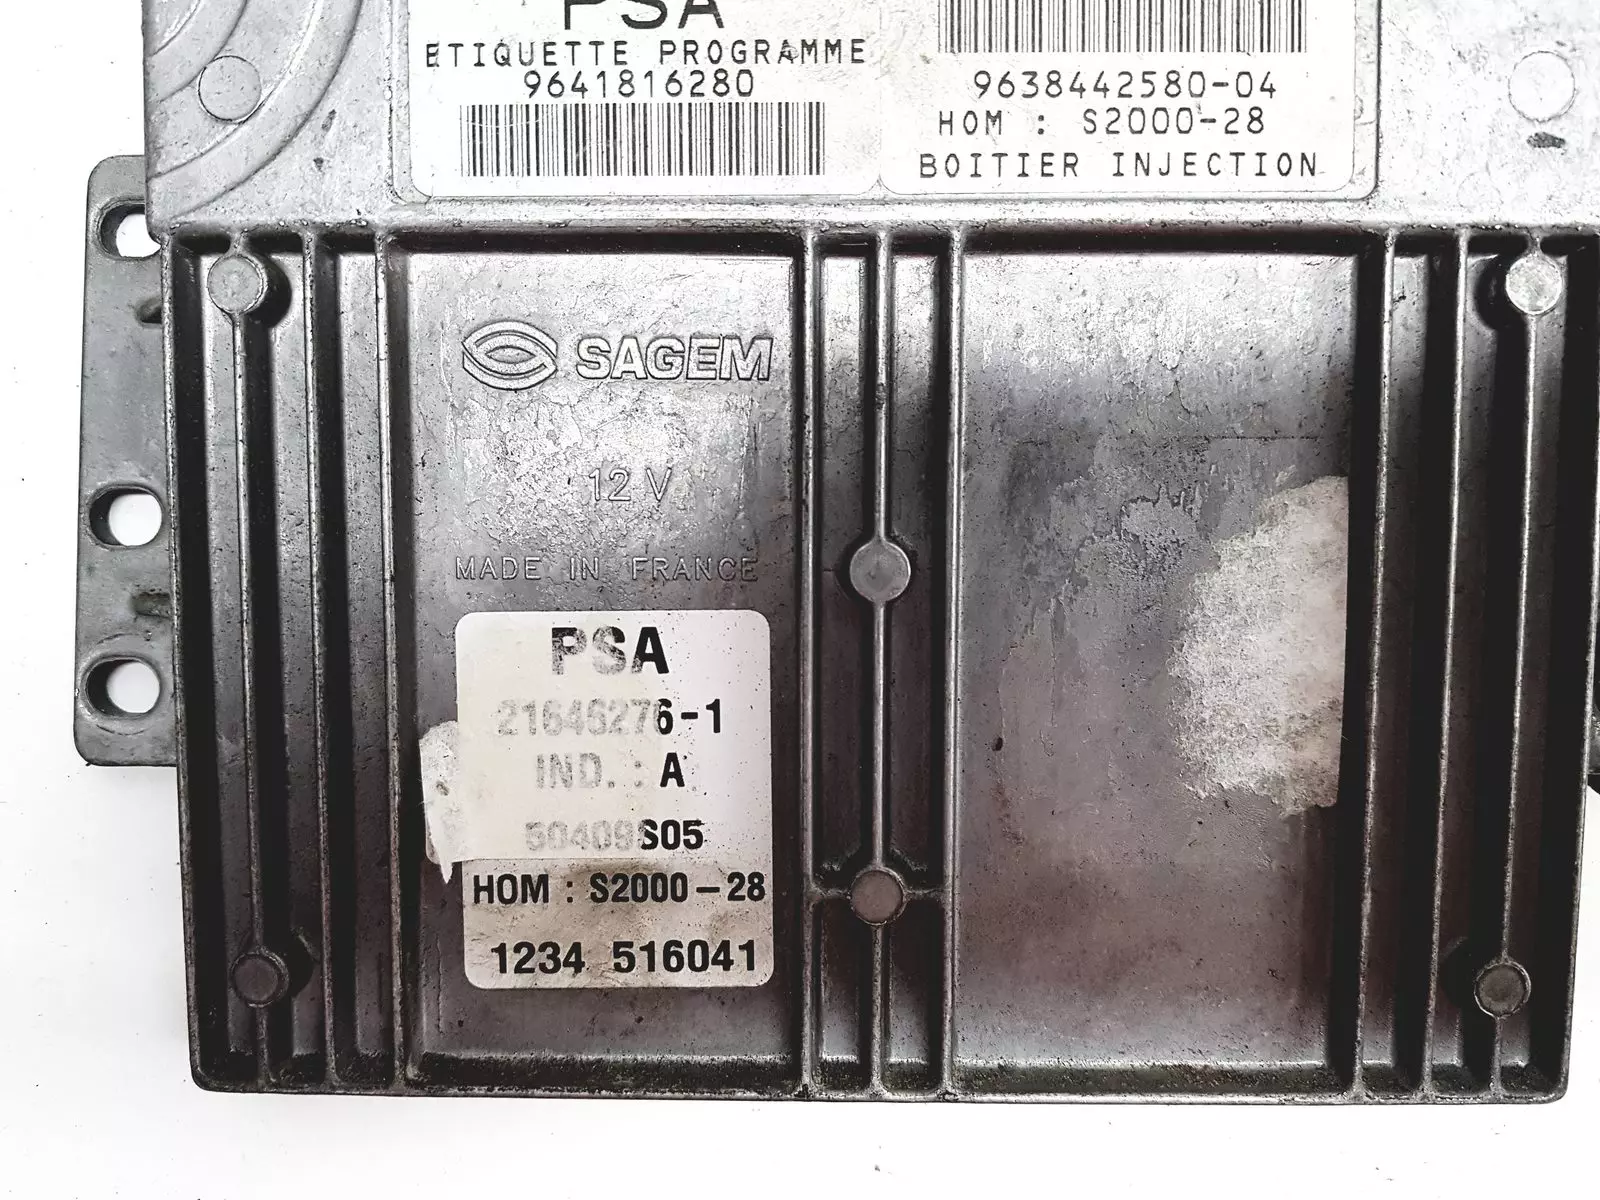 PSA
ETIQUETTE PROGRAMME
9641816280
9638442580-04
HOM : S2000-28
BOITIER INJECTION
SAGEM
12 V
MADE IN FRANCE
PSA
21646276-1
IND. : A
HOM : S2000-28
1234 516041